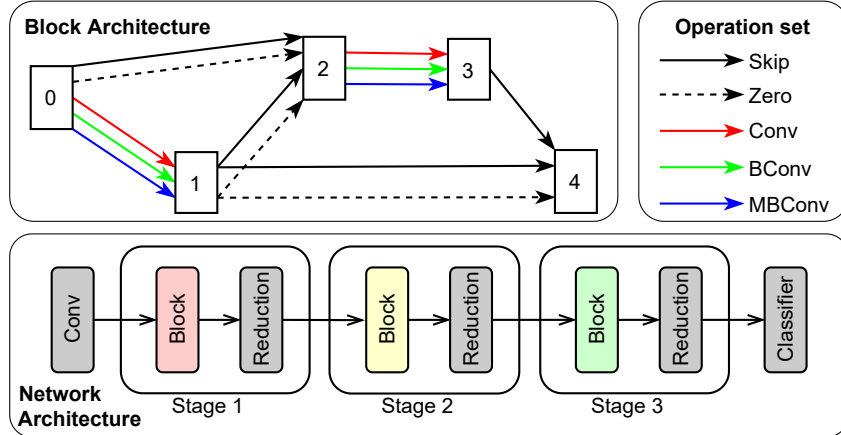 Block Architecture
0
1
2
3
4
Operation set
Skip
Zero
Conv
BConv
MBConv
Conv
Block
Reduction
Block
Reduction
Block
Reduction
Classifier
Stage 1
Stage 2
Stage 3
Network
Architecture